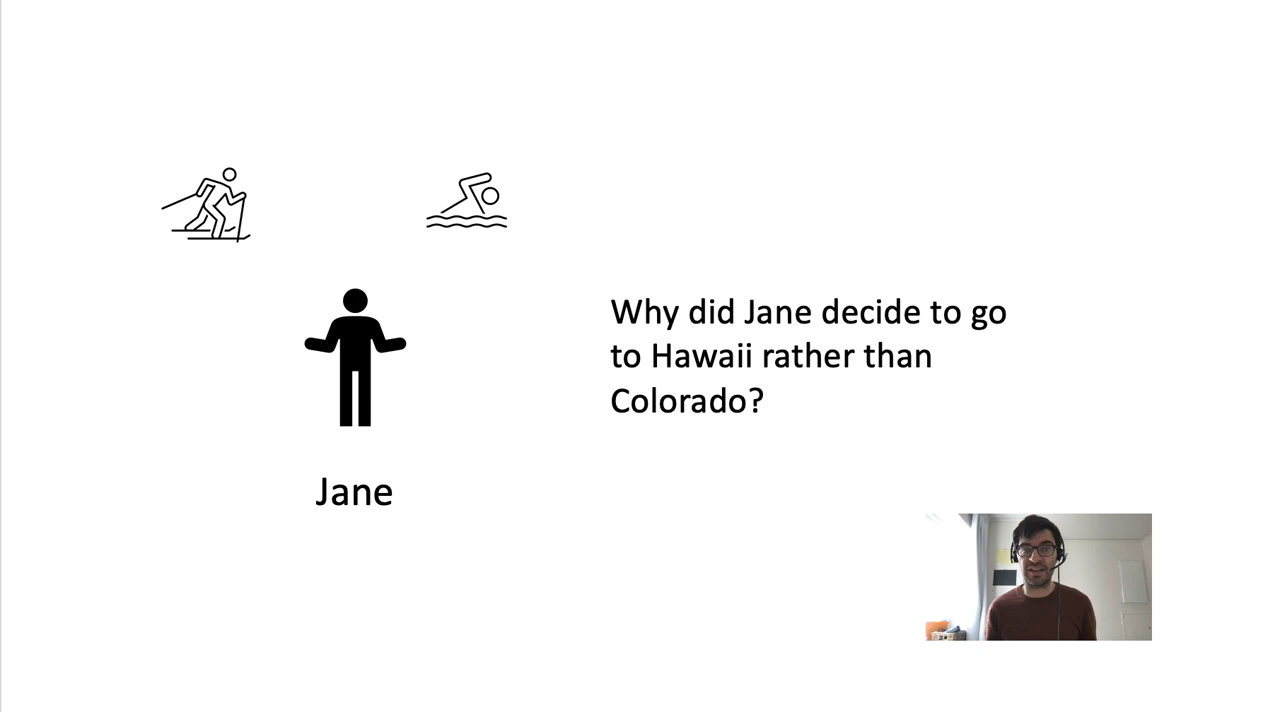 Why did Jane decide to go
to Hawaii rather than
Colorado?
Jane